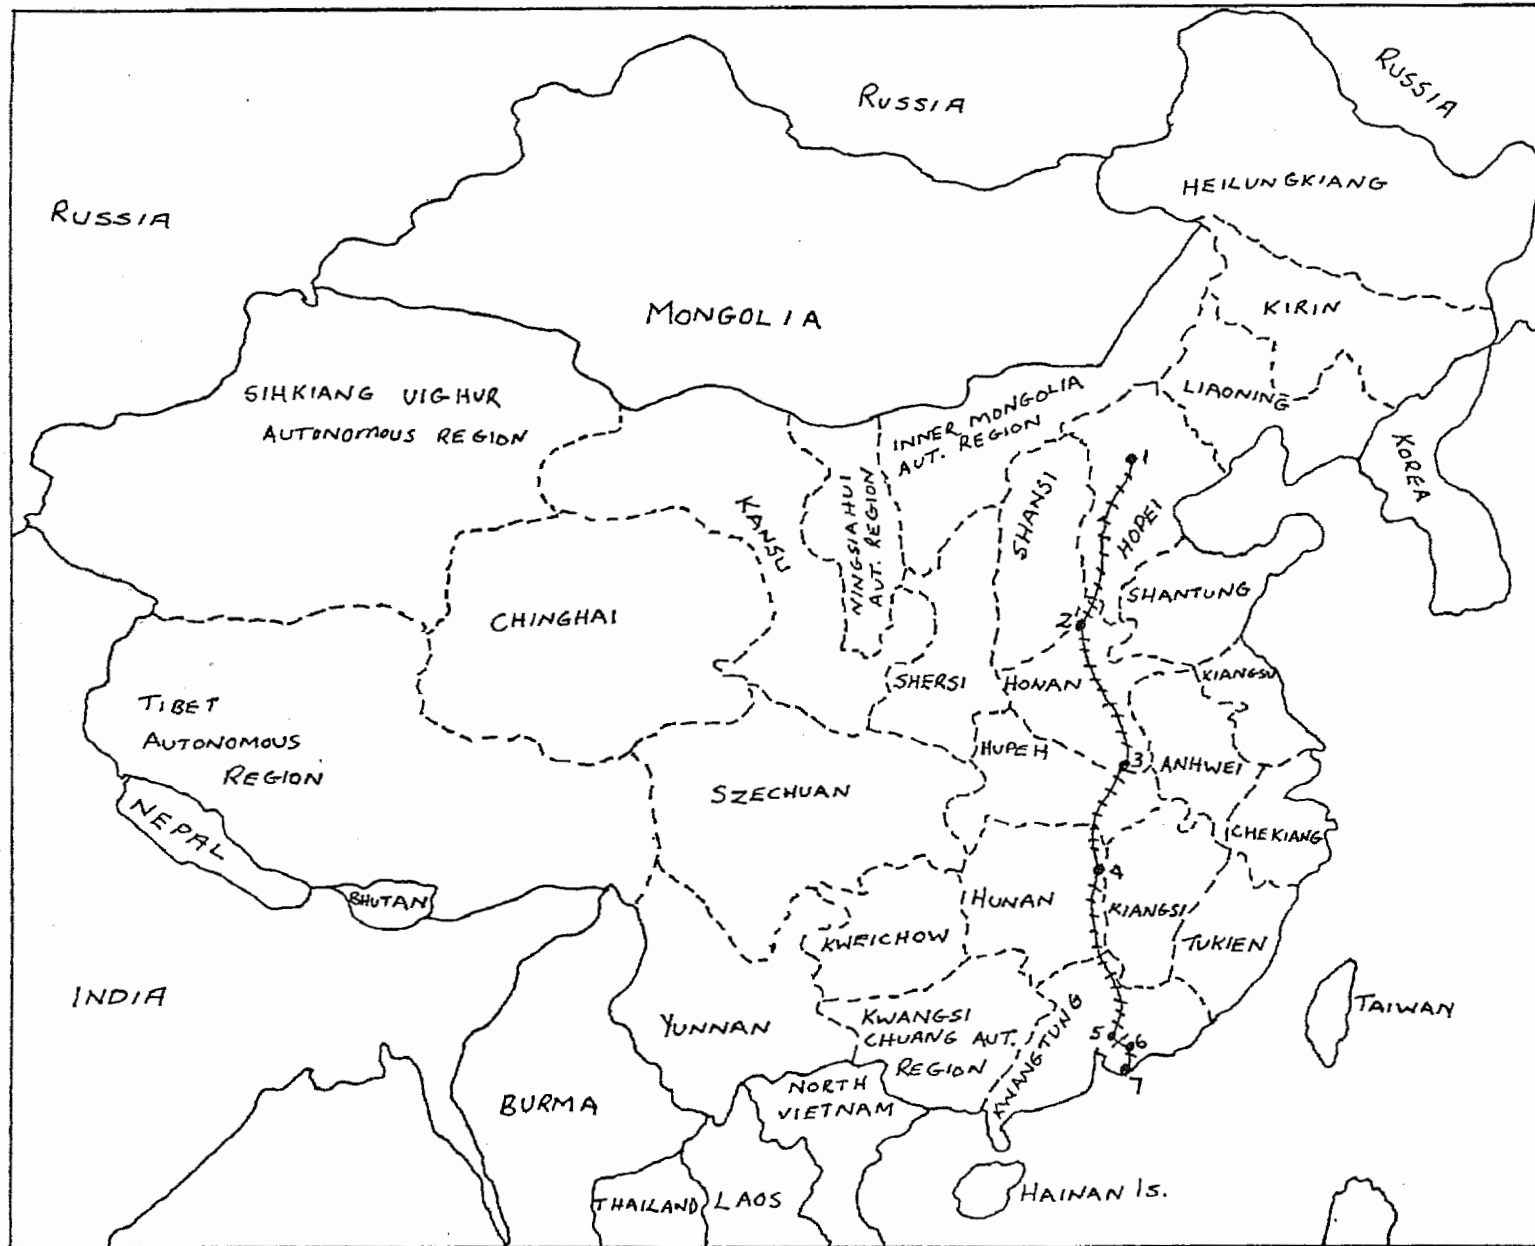 RUSSIA
RUSSIA
HEILUNGKIANG
RUSSIA
MONGOLIA
KIRIN
SIHKIANG UIGHUR
AUTONOMOUS REGION
LIAONING
INNER MONGOLIA
AUT. REGION
KOREA
1
KANSU
NINGSIAHUI
AUT. REGION
SHANSI
HOPEI
SHANTUNG
CHINGHAI
2
SHERSI
HONAN
KIANGSU
TIBET
AUTONOMOUS
REGION
HUPEH
3
ANHWEI
SZECHUAN
NEPAL
CHEKIANG
4
BHUTAN
HUNAN
KIANGSI
KWEICHOW
TUKIEN
INDIA
TAIWAN
YUNNAN
KWANGSI
CHUANG AUT.
REGION
KWANGTUNG
5
6
7
BURMA
NORTH
VIETNAM
THAILAND
LAOS
HAINAN IS.